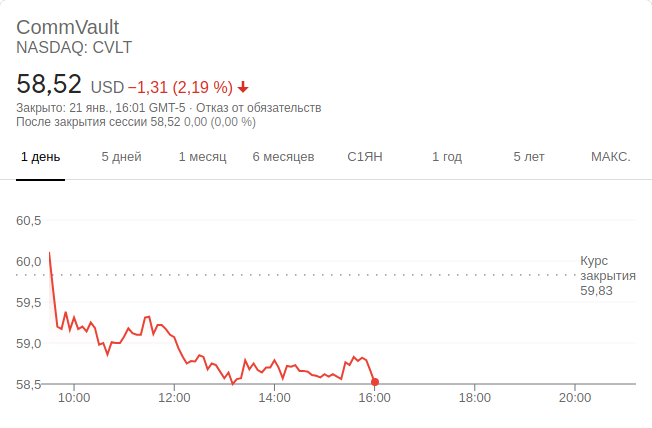 CommVault
NASDAQ: CVLT
58,52 USD −1,31 (2,19 %)
Закрыто: 21 янв., 16:01 GMT-5 · Отказ от обязательств
После закрытия сессии 58,52 0,00 (0,00 %)
1 день 5 дней 1 месяц 6 месяцев С1ЯН 1 год 5 лет МАКС.
60,5
60,0
59,5
59,0
58,5
Курс
закрытия
59,83
10:00 12:00 14:00 16:00 18:00 20:00